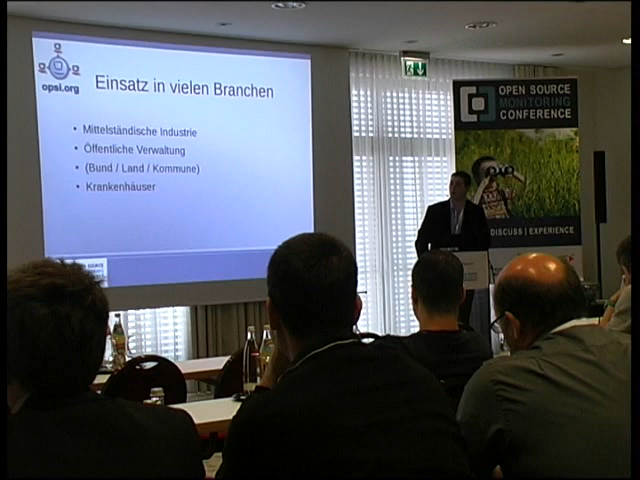 opsi.org
Einsatz in vielen Branchen
• Mittelständische Industrie
• Öffentliche Verwaltung
• (Bund / Land / Kommune)
• Krankenhäuser
OPEN SOURCE
MONITORING
CONFERENCE
DISCUSS | EXPERIENCE